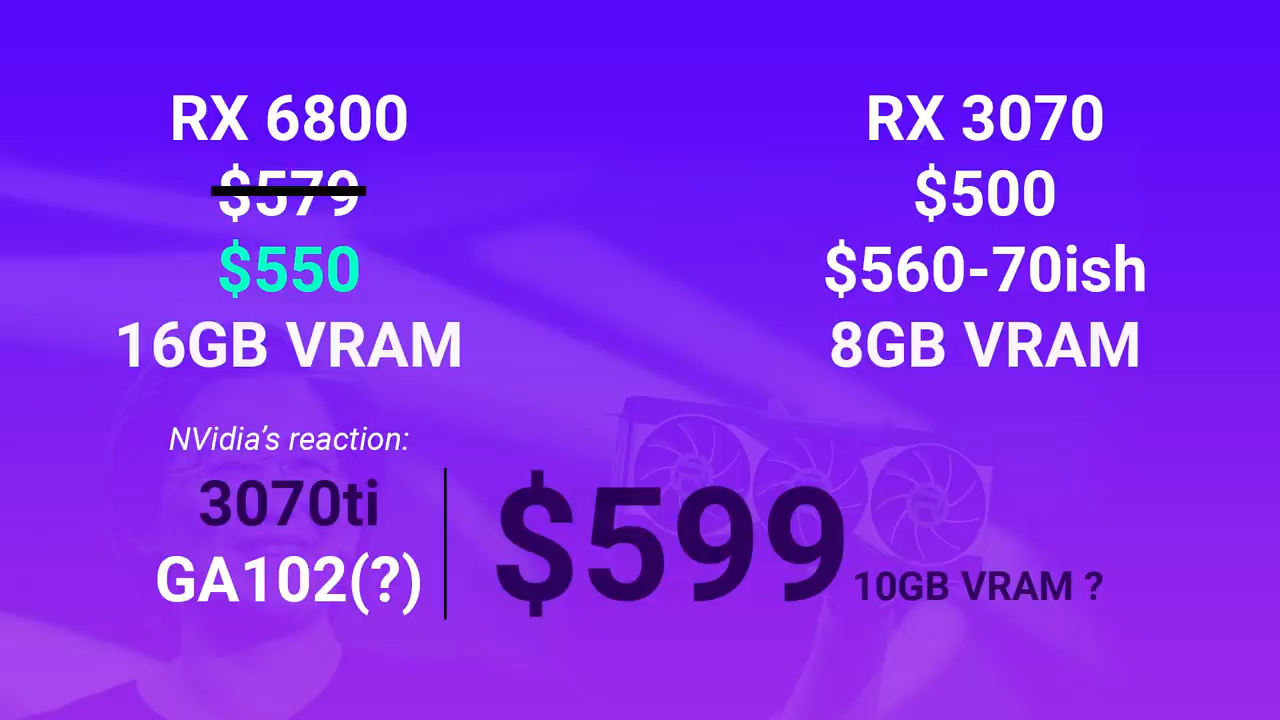 RX 6800
$579
$550
16GB VRAM
RX 3070
$500
$560-70ish
8GB VRAM
NVidia's reaction:
3070ti
GA102(?)
$599
10GB VRAM ?